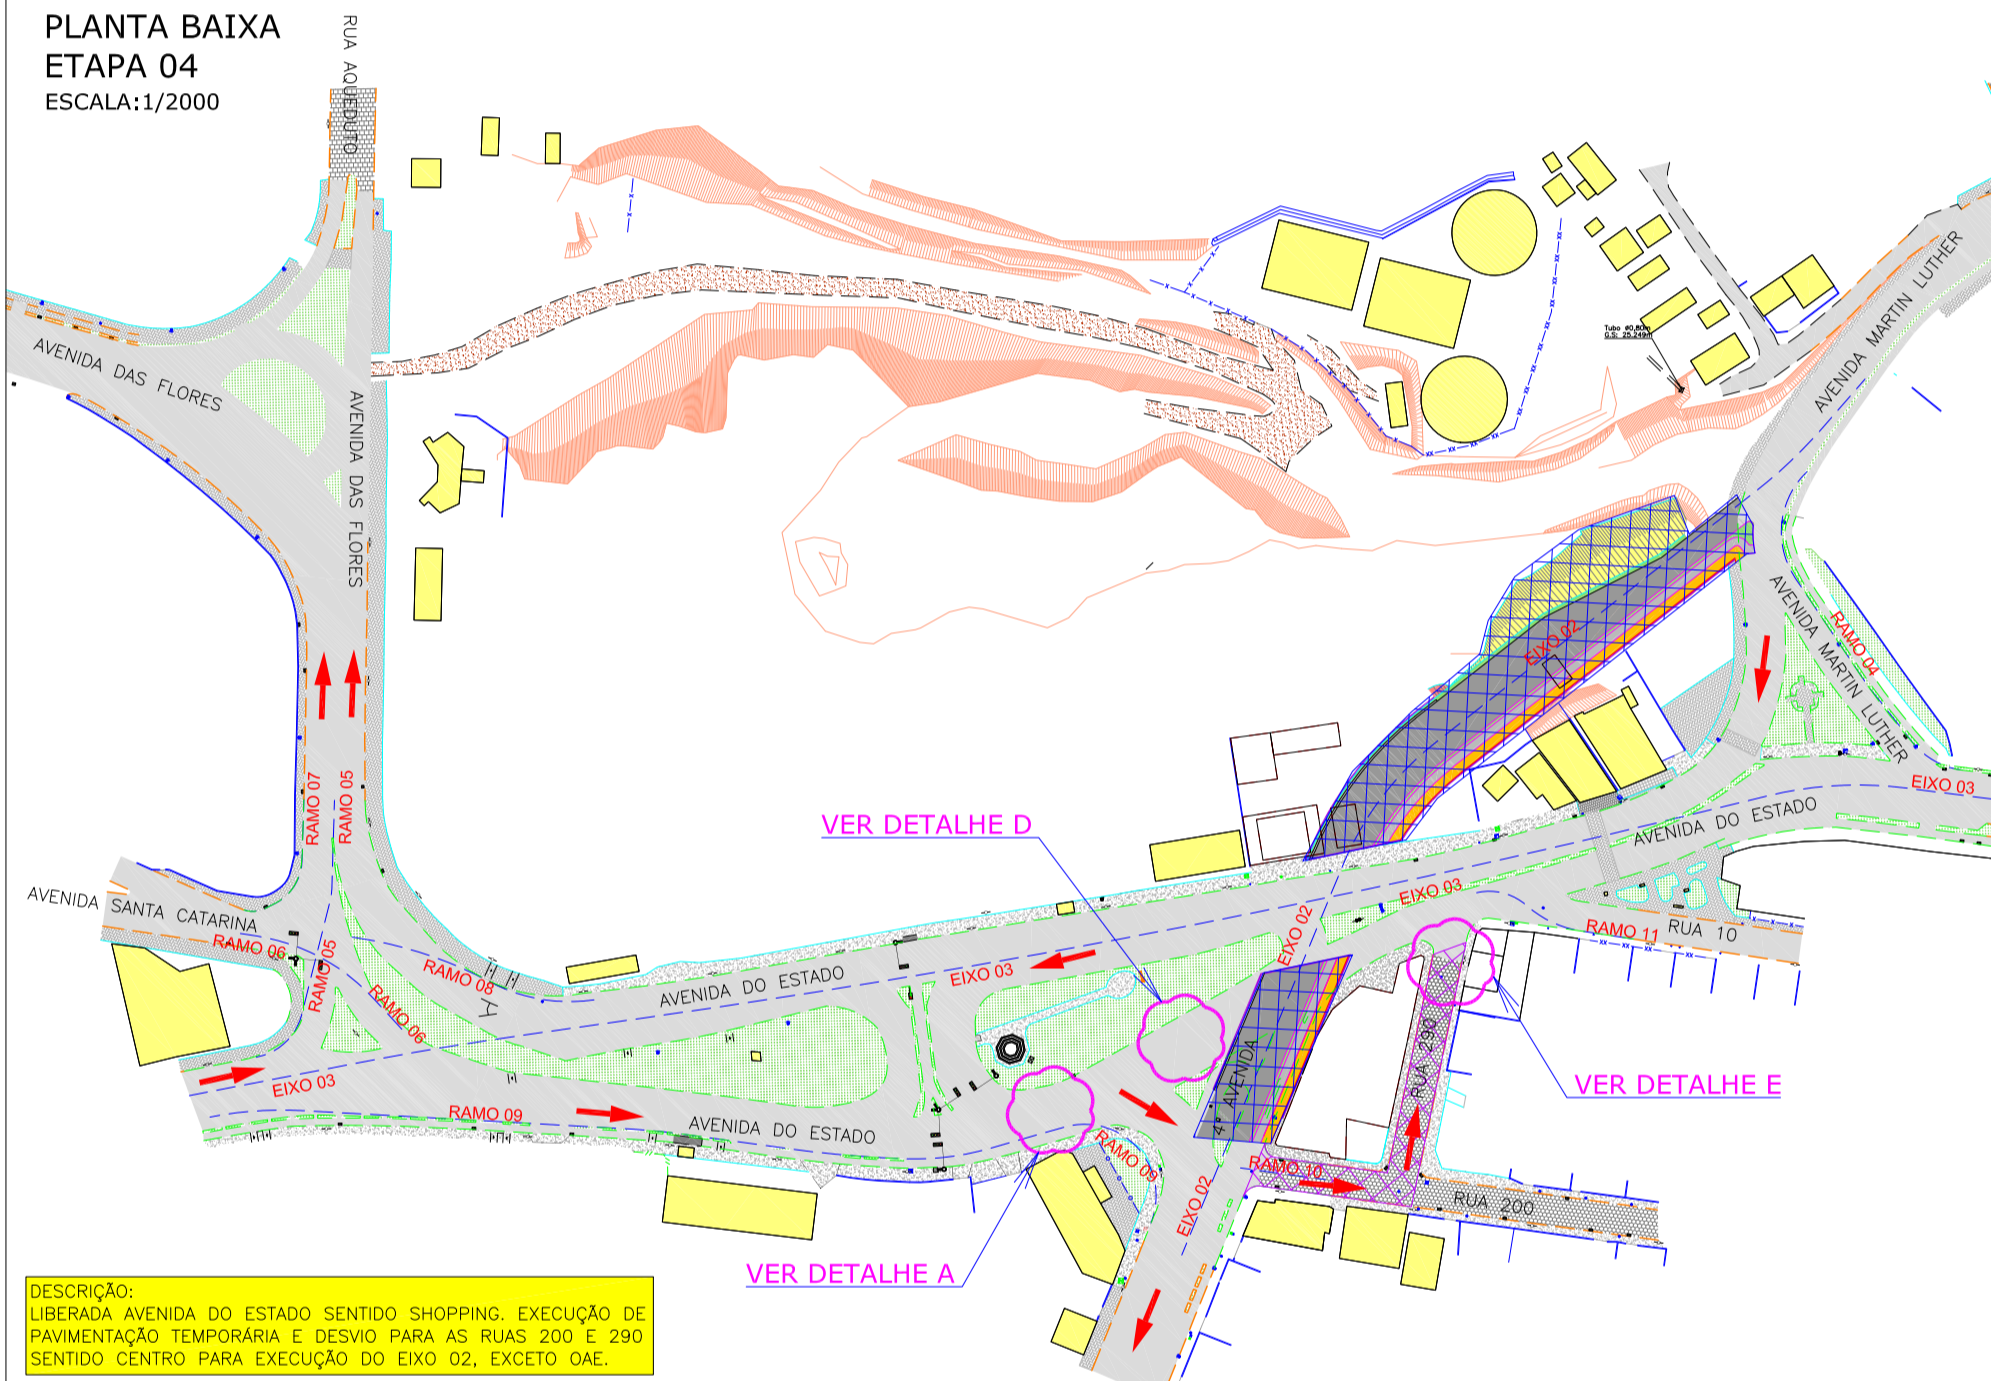 PLANTA BAIXA
ETAPA 04
ESCALA:1/2000
RUA AQUEDUTO
AVENIDA DAS FLORES
AVENIDA DAS FLORES
Tubo ø0,80m
G.S: 25.249m
AVENIDA MARTIN LUTHER
AVENIDA MARTIN LUTHER
RAMO 04
EIXO 02
EIXO 03
AVENIDA DO ESTADO
RAMO 07
RAMO 05
VER DETALHE D
AVENIDA SANTA CATARINA
RAMO 06
RAMO 05
RAMO 08
RAMO 06
AVENIDA DO ESTADO
EIXO 03
EIXO 02
EIXO 03
RAMO 11
RUA 10
EIXO 03
RAMO 09
AVENIDA DO ESTADO
RAMO 09
4ª AVENIDA
RUA 290
VER DETALHE E
RAMO 10
RUA 200
EIXO 02
VER DETALHE A
DESCRIÇÃO:
LIBERADA AVENIDA DO ESTADO SENTIDO SHOPPING. EXECUÇÃO DE
PAVIMENTAÇÃO TEMPORÁRIA E DESVIO PARA AS RUAS 200 E 290
SENTIDO CENTRO PARA EXECUÇÃO DO EIXO 02, EXCETO OAE.